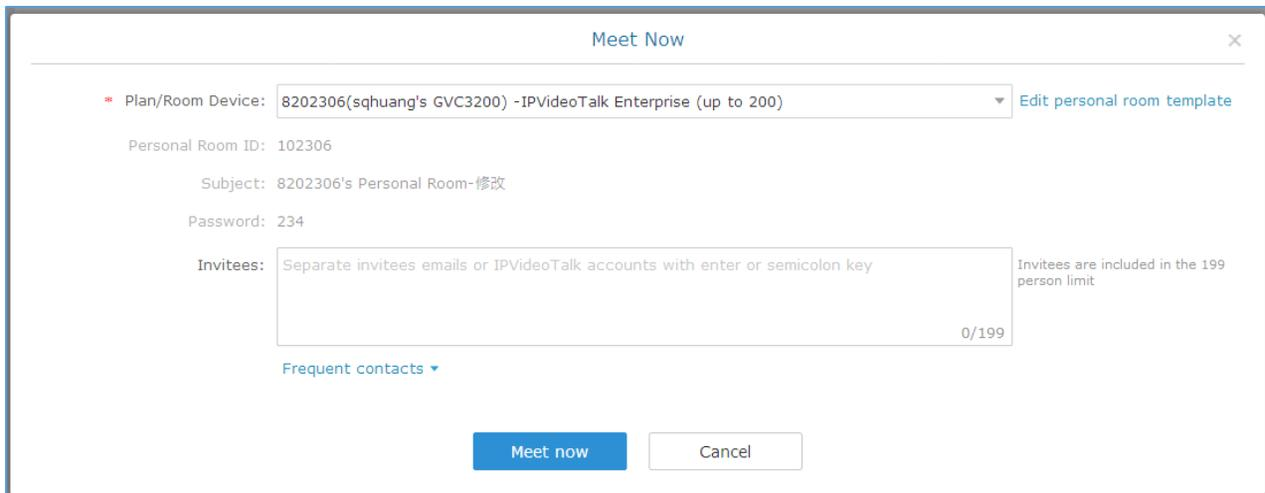 Meet Now
* Plan/Room Device: 8202306(sqhuang's GVC3200) -IPVideoTalk Enterprise (up to 200) Edit personal room template
Personal Room ID: 102306
Subject: 8202306's Personal Room-修改
Password: 234
Invitees: Separate invitees emails or IPVideoTalk accounts with enter or semicolon key
Invitees are included in the 199
person limit
0/199
Frequent contacts
Meet now Cancel